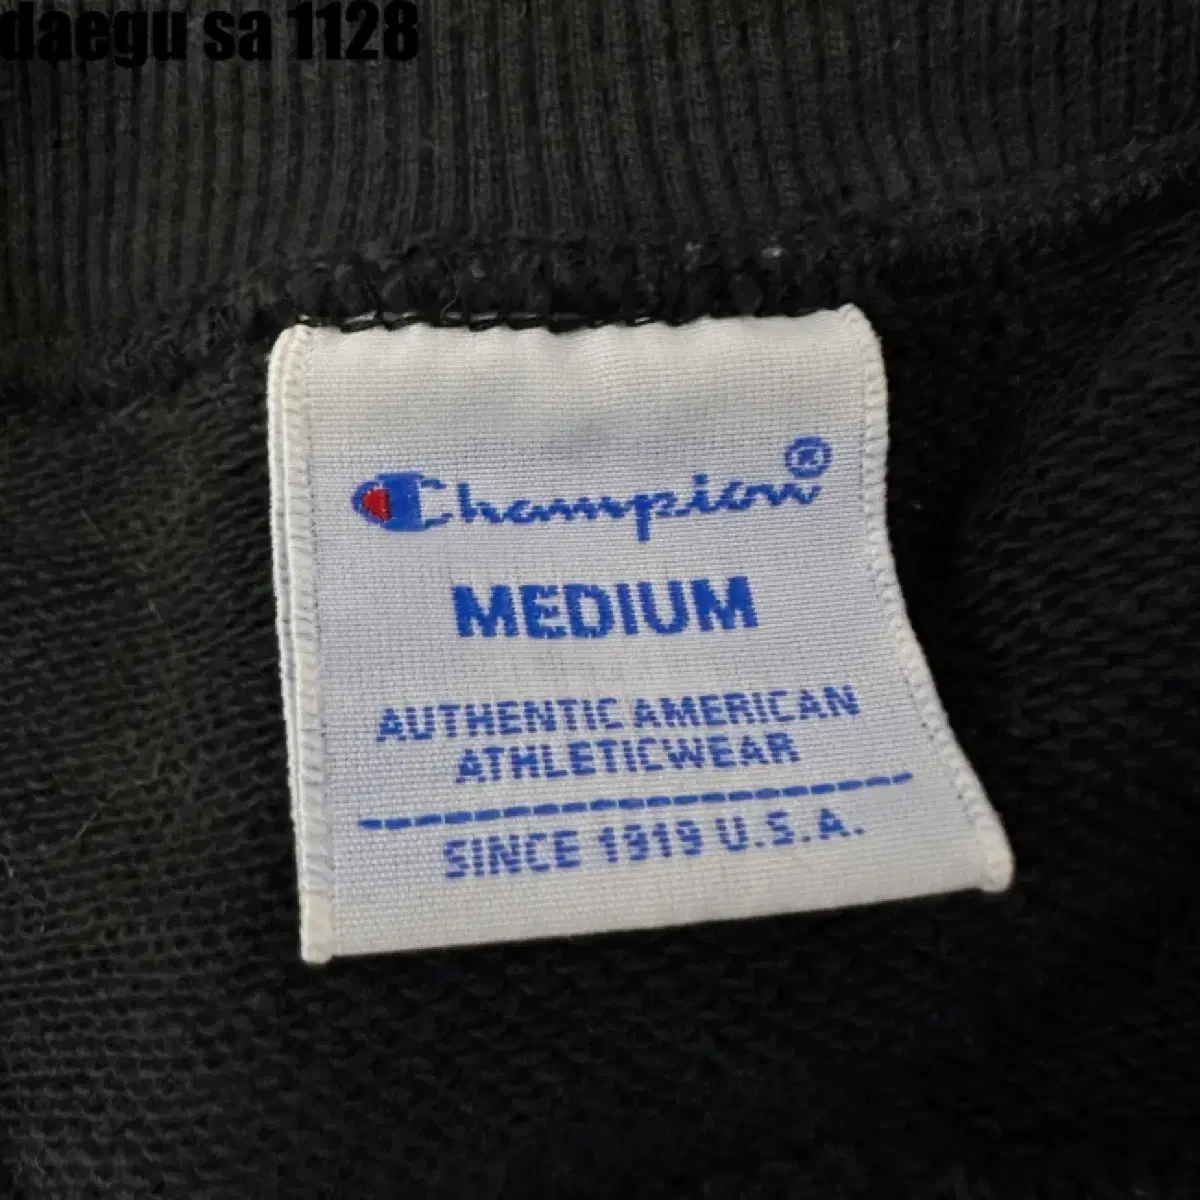 daegu sa 1128
Champion®
MEDIUM
AUTHENTIC AMERICAN
ATHLETICWEAR
SINCE 1919 U.S.A.